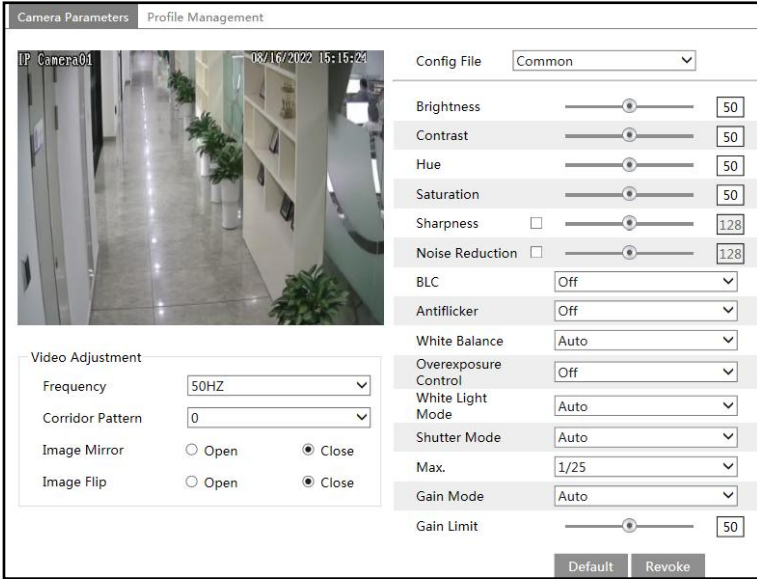 Camera Parameters Profile Management
IP Camera01 08/16/2022 15:15:24
Config File Common
Brightness 50
Contrast 50
Hue 50
Saturation 50
Sharpness 128
Noise Reduction 128
BLC Off
Antiflicker Off
White Balance Auto
Overexposure
Control Off
White Light
Mode Auto
Shutter Mode Auto
Max. 1/25
Gain Mode Auto
Gain Limit 50
Default Revoke
Video Adjustment
Frequency 50HZ
Corridor Pattern 0
Image Mirror Open Close
Image Flip Open Close